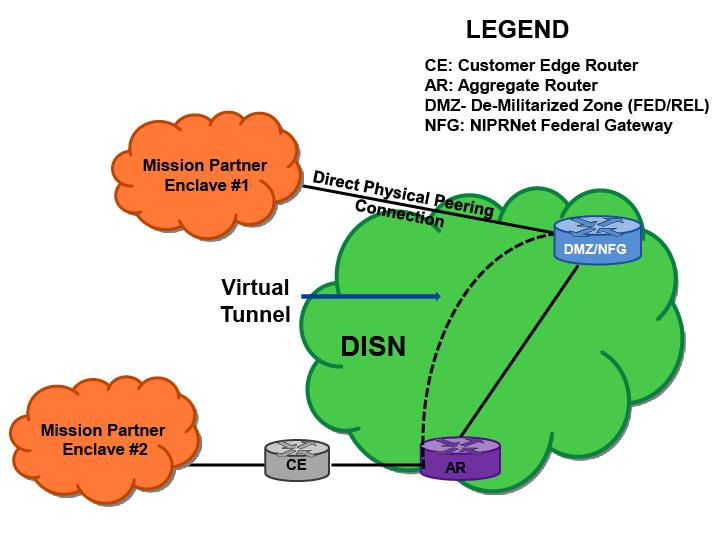 LEGEND
CE: Customer Edge Router
AR: Aggregate Router
DMZ- De-Militarized Zone (FED/REL)
NFG: NIPRNet Federal Gateway
Mission Partner
Enclave #1
Direct Physical Peering
Connection
DMZ/NFG
Virtual
Tunnel
DISN
Mission Partner
Enclave #2
CE
AR